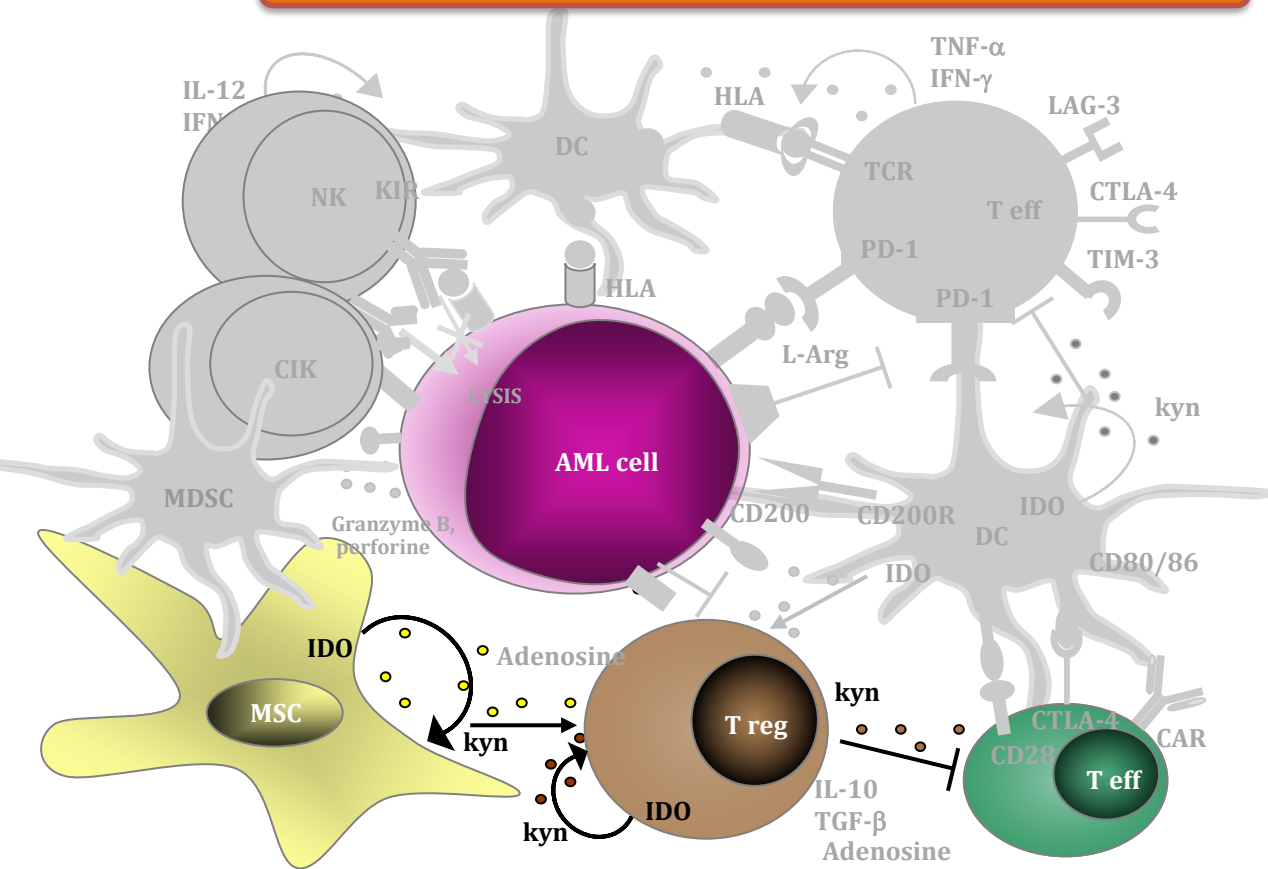 TNF-α
IFN-γ
IL-12
IFN
HLA
LAG-3
DC
TCR
NK
KIR
T eff
CTLA-4
PD-1
TIM-3
HLA
PD-1
L-Arg
CIK
LYSIS
kyn
AML cell
MDSC
IDO
Granzyme B,
perforine
CD200
CD200R
DC
CD80/86
IDO
IDO
Adenosine
kyn
MSC
T reg
CTLA-4
kyn
CD28
CAR
T eff
IL-10
IDO
TGF-β
kyn
Adenosine